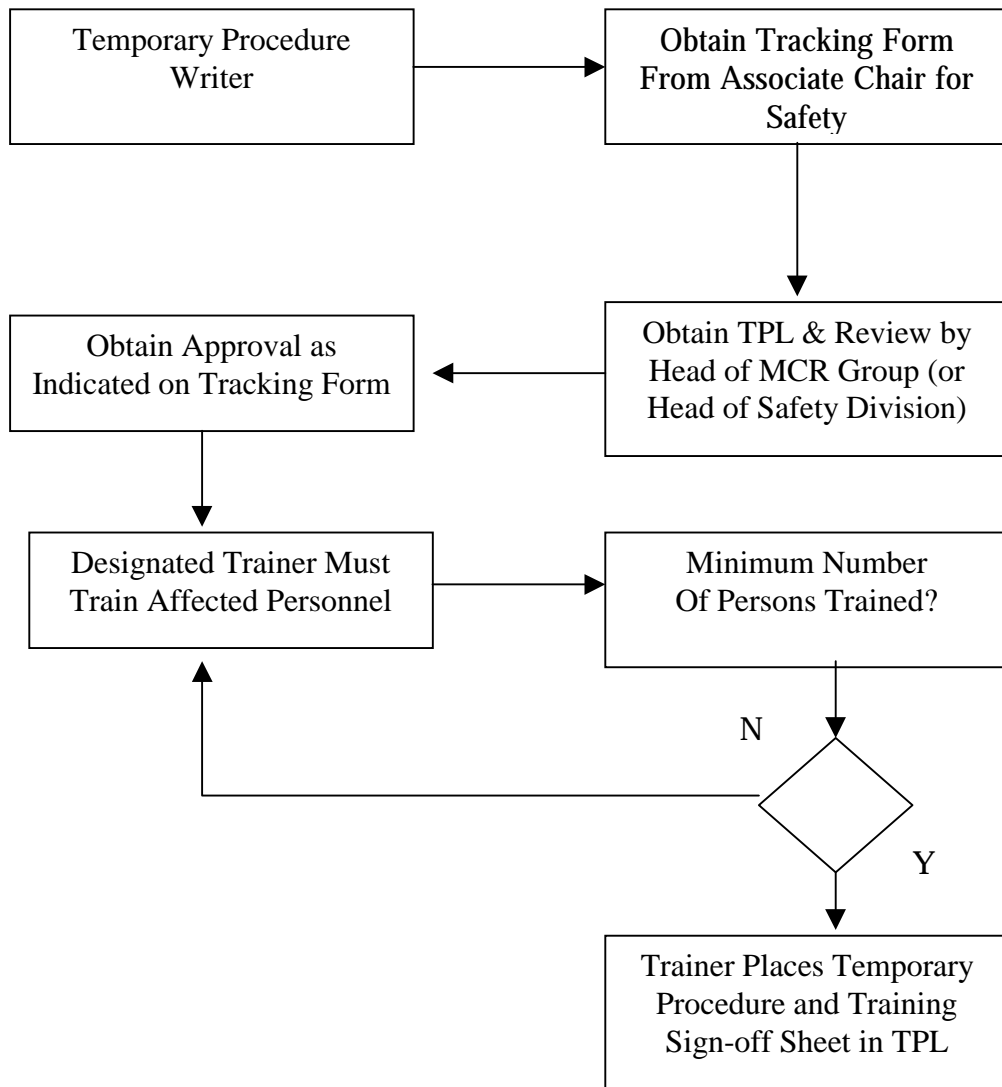 Temporary Procedure
Writer
Obtain Tracking Form
From Associate Chair for
Safety
Obtain TPL & Review by
Head of MCR Group (or
Head of Safety Division)
Obtain Approval as
Indicated on Tracking Form
Designated Trainer Must
Train Affected Personnel
Minimum Number
Of Persons Trained?
N
Y
Trainer Places Temporary
Procedure and Training
Sign-off Sheet in TPL